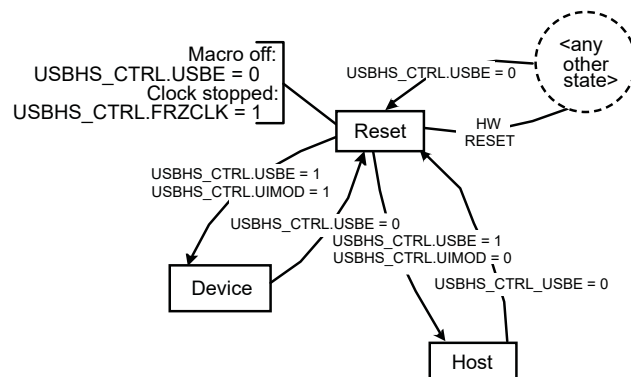 Macro off:
USBHS_CTRL.USBE = 0
Clock stopped:
USBHS_CTRL.FRZCLK = 1
<any
other
state>
USBHS_CTRL.USBE = 0
Reset
HW
RESET
USBHS_CTRL.USBE = 1
USBHS_CTRL.UIMOD = 1
USBHS_CTRL.USBE = 0
USBHS_CTRL.USBE = 1
USBHS_CTRL.UIMOD = 0
USBHS_CTRL_USBE = 0
Device
Host